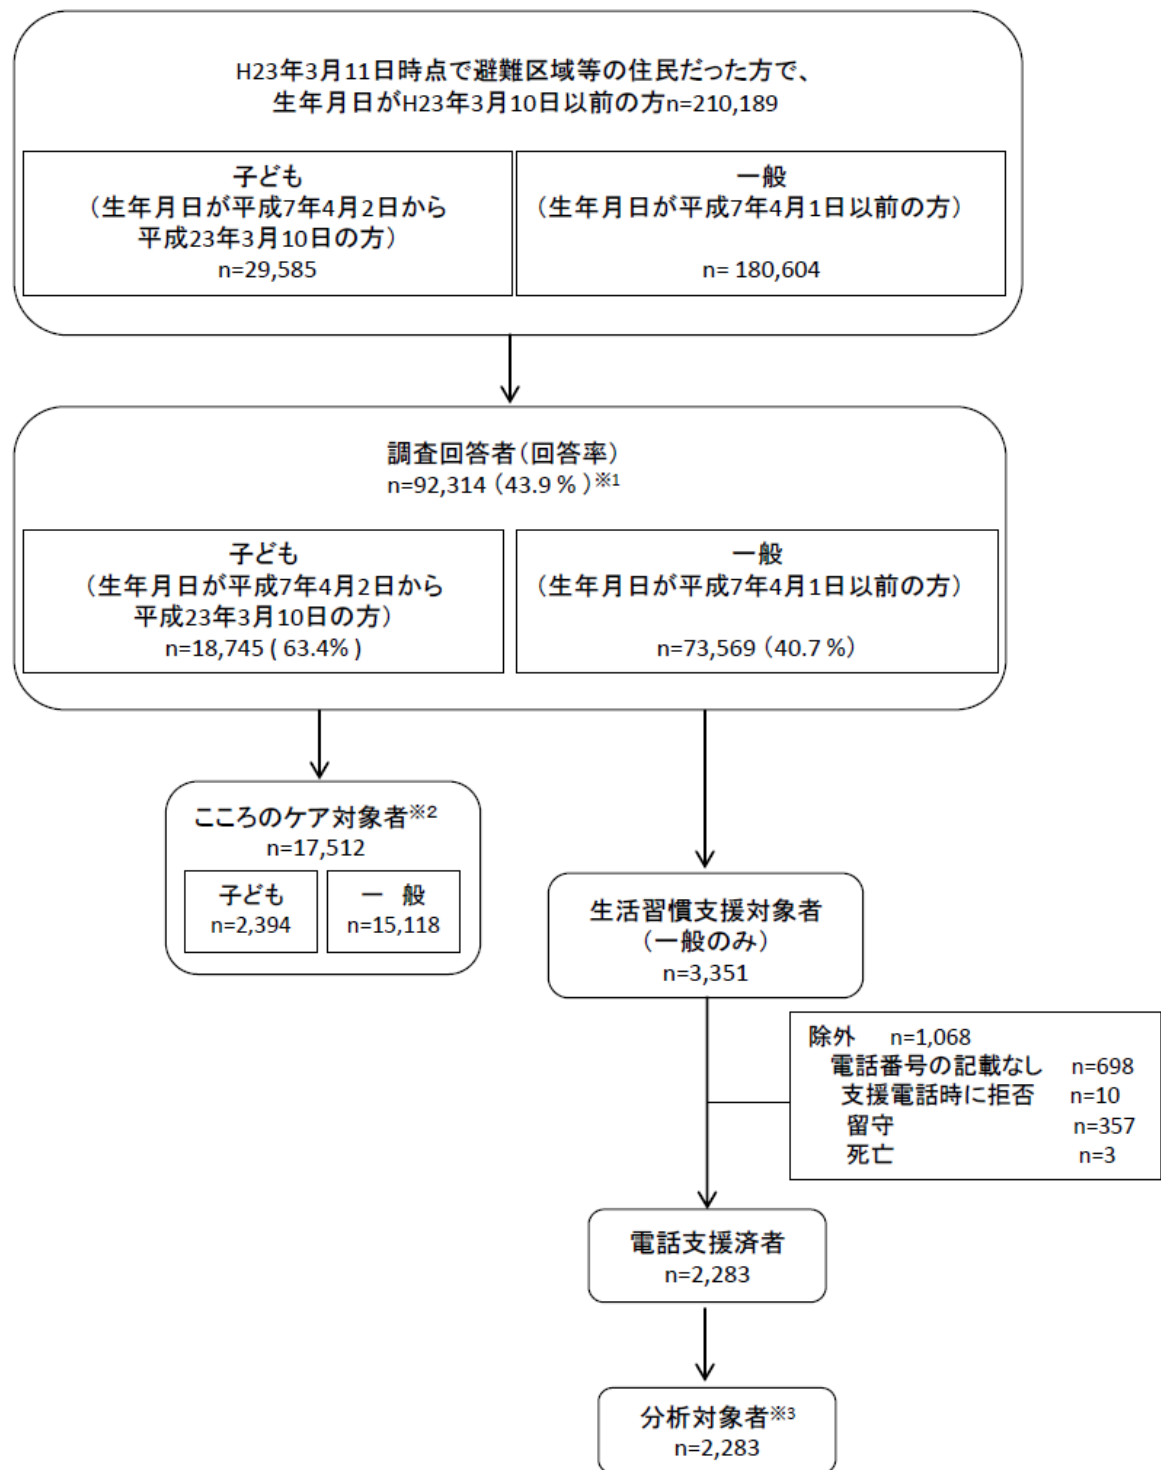 H23年3月11日時点で避難区域等の住民だった方で、
生年月日がH23年3月10日以前の方n=210,189
子ども
（生年月日が平成7年4月2日から
平成23年3月10日の方）
n=29,585
一般
（生年月日が平成7年4月1日以前の方）
n= 180,604
調査回答者（回答率）
n=92,314（43.9 %）※1
子ども
（生年月日が平成7年4月2日から
平成23年3月10日の方）
n=18,745 ( 63.4% )
一般
（生年月日が平成7年4月1日以前の方）
n=73,569（40.7 %）
こころのケア対象者※2
n=17,512
子ども
n=2,394
一　般
n=15,118
生活習慣支援対象者
（一般のみ）
n=3,351
除外　n=1,068
電話番号の記載なし　n=698
支援電話時に拒否　n=10
留守　n=357
死亡　n=3
電話支援済者
n=2,283
分析対象者※3
n=2,283